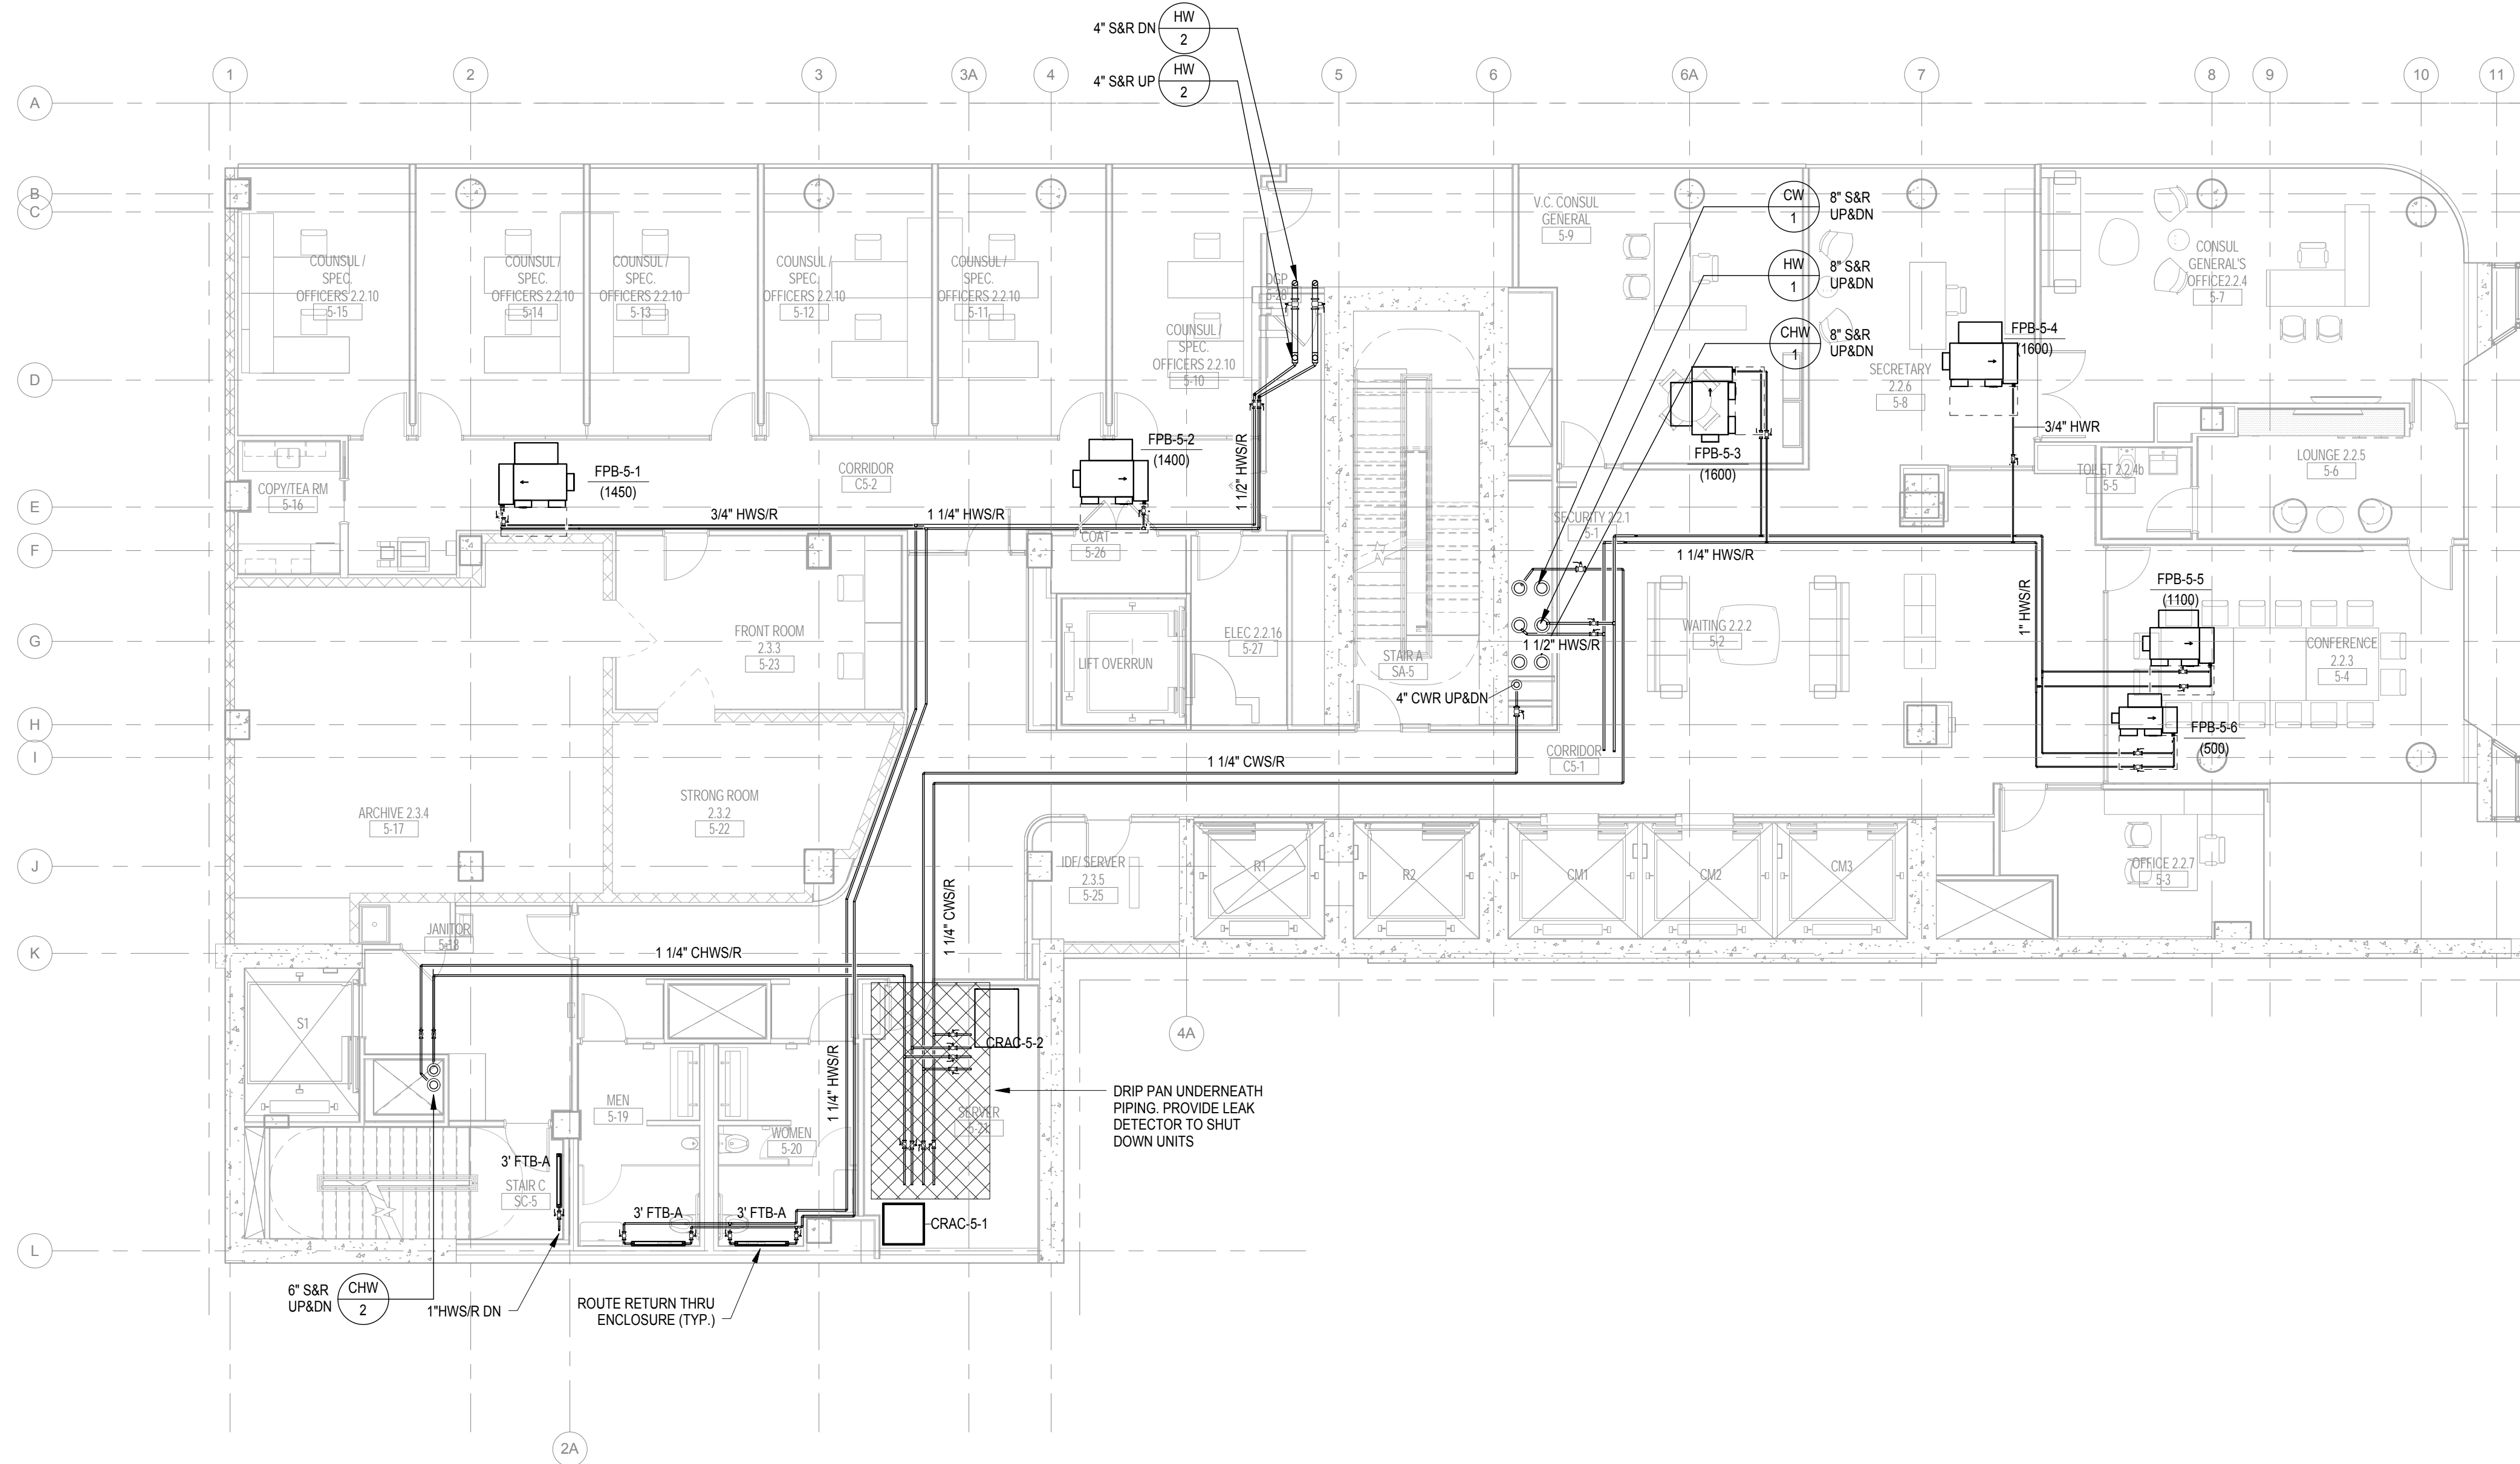 4" S&R DN
HW
2
4" S&R UP
HW
2
1
2
3
3A
4
5
6
6A
7
8
9
10
11
A
B
C
D
E
F
G
H
I
J
K
L
4A
2A
COUNSUL /
SPEC.
OFFICERS 2.2.10
5-15
COUNSUL /
SPEC.
OFFICERS 2.2.10
5-14
COUNSUL /
SPEC.
OFFICERS 2.2.10
5-13
COUNSUL /
SPEC.
OFFICERS 2.2.10
5-12
COUNSUL /
SPEC.
OFFICERS 2.2.10
5-11
COUNSUL /
SPEC.
OFFICERS 2.2.10
5-10
DGP
5-28
V.C. CONSUL
GENERAL
5-9
CW
1
8" S&R
UP&DN
HW
1
8" S&R
UP&DN
CHW
1
8" S&R
UP&DN
CONSUL
GENERAL'S
OFFICE2.2.4
5-7
SECRETARY
2.2.6
5-8
FPB-5-4
(1600)
3/4" HWR
LOUNGE 2.2.5
5-6
TOILET 2.2.4b
5-5
COPY/TEA RM
5-16
FPB-5-1
(1450)
CORRIDOR
C5-2
FPB-5-2
(1400)
1 1/2" HWS/R
FPB-5-3
(1600)
3/4" HWS/R
1 1/4" HWS/R
COAT
5-26
SECURITY 2.2.1
5-1
1 1/4" HWS/R
1" HWS/R
FPB-5-5
(1100)
FRONT ROOM
2.3.3
5-23
LIFT OVERRUN
ELEC 2.2.16
5-27
STAIR A
SA-5
1 1/2" HWS/R
WAITING 2.2.2
5-2
CONFERENCE
2.2.3
5-4
4" CWR UP&DN
FPB-5-6
(500)
1 1/4" CWS/R
CORRIDOR
C5-1
ARCHIVE 2.3.4
5-17
STRONG ROOM
2.3.2
5-22
IDF/ SERVER
2.3.5
5-25
R1
R2
CM1
CM2
CM3
OFFICE 2.2.7
5-3
1 1/4" CWS/R
JANITOR
5-18
1 1/4" CHWS/R
S1
CRAC-5-2
1 1/4" HWS/R
MEN
5-19
WOMEN
5-20
SERVER
5-21
DRIP PAN UNDERNEATH
PIPING. PROVIDE LEAK
DETECTOR TO SHUT
DOWN UNITS
3' FTB-A
STAIR C
SC-5
3' FTB-A
3' FTB-A
CRAC-5-1
6" S&R
UP&DN
CHW
2
1"HWS/R DN
ROUTE RETURN THRU
ENCLOSURE (TYP.)